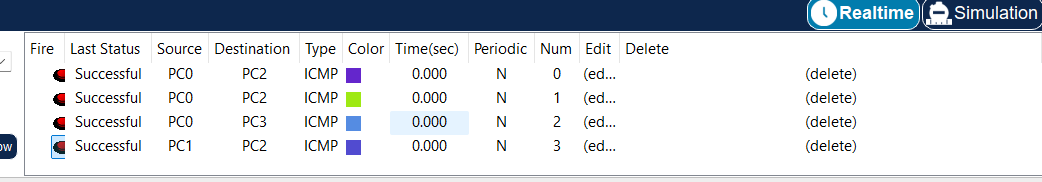 Realtime Simulation
Fire Last Status Source Destination Type Color Time(sec) Periodic Num Edit Delete
Successful PC0 PC2 ICMP 0.000 N 0 (ed... (delete)
Successful PC0 PC2 ICMP 0.000 N 1 (ed... (delete)
Successful PC0 PC3 ICMP 0.000 N 2 (ed... (delete)
ow Successful PC1 PC2 ICMP 0.000 N 3 (ed... (delete)